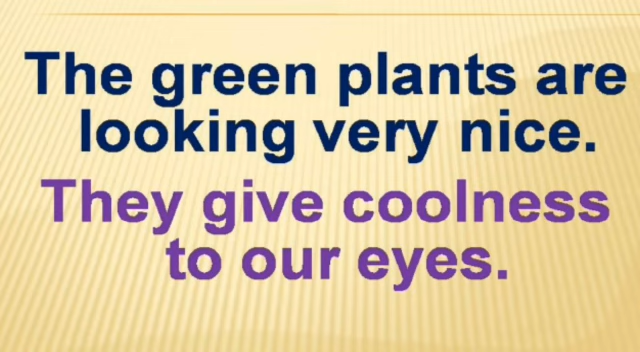 The green plants are
looking very nice.
They give coolness
to our eyes.